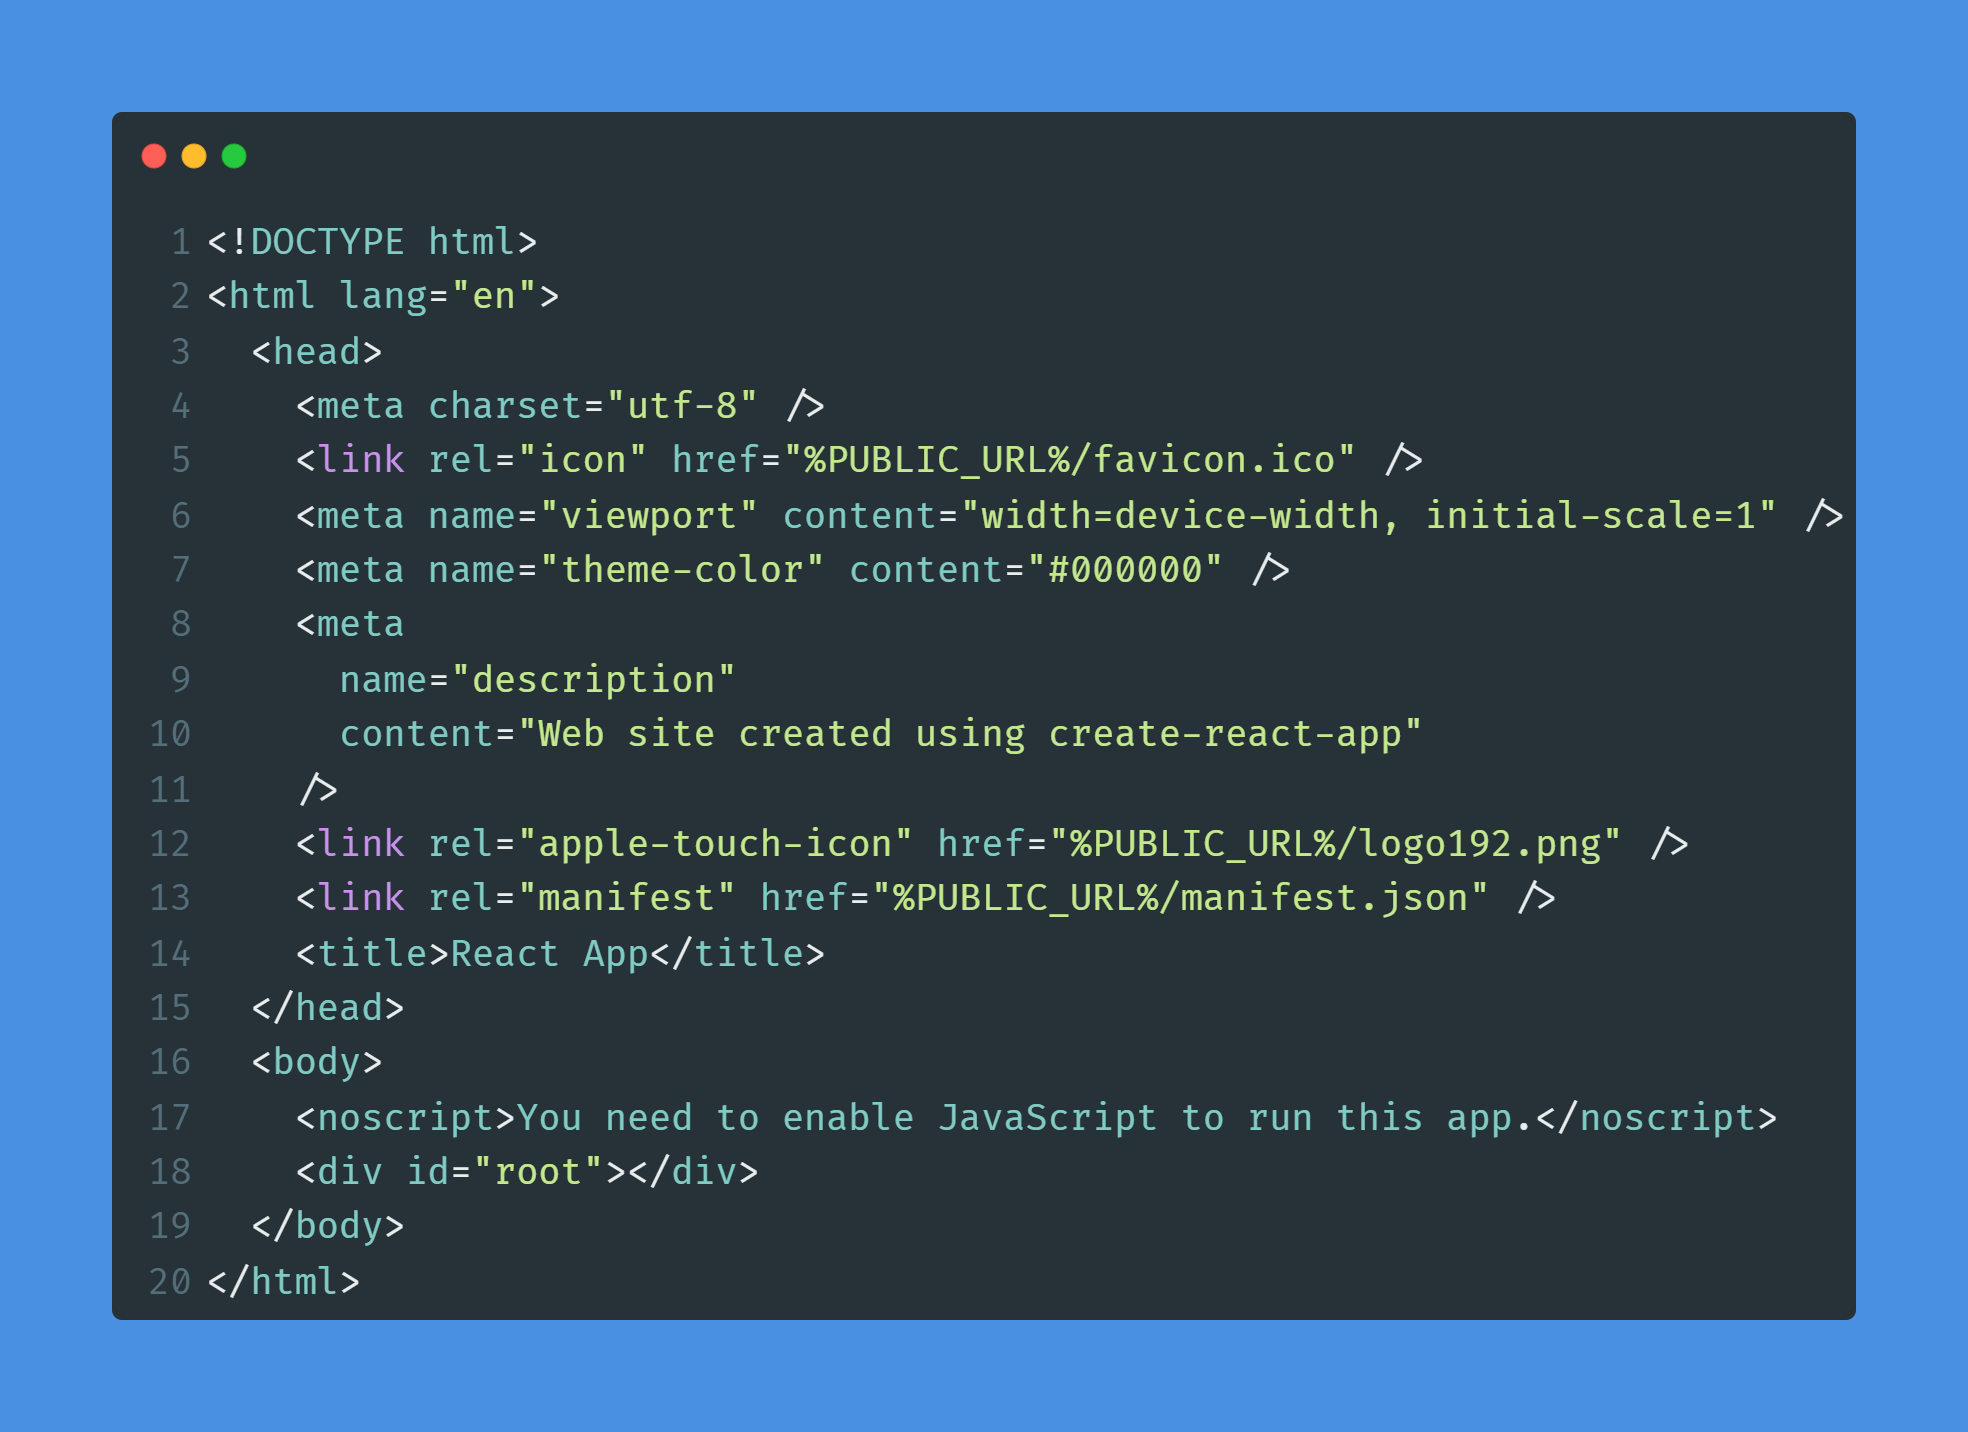 1 <!DOCTYPE html>
2 <html lang="en">
3   <head>
4     <meta charset="utf-8" />
5     <link rel="icon" href="%PUBLIC_URL%/favicon.ico" />
6     <meta name="viewport" content="width=device-width, initial-scale=1" />
7     <meta name="theme-color" content="#000000" />
8     <meta
9       name="description"
10       content="Web site created using create-react-app"
11     />
12     <link rel="apple-touch-icon" href="%PUBLIC_URL%/logo192.png" />
13     <link rel="manifest" href="%PUBLIC_URL%/manifest.json" />
14     <title>React App</title>
15   </head>
16   <body>
17     <noscript>You need to enable JavaScript to run this app.</noscript>
18     <div id="root"></div>
19   </body>
20 </html>